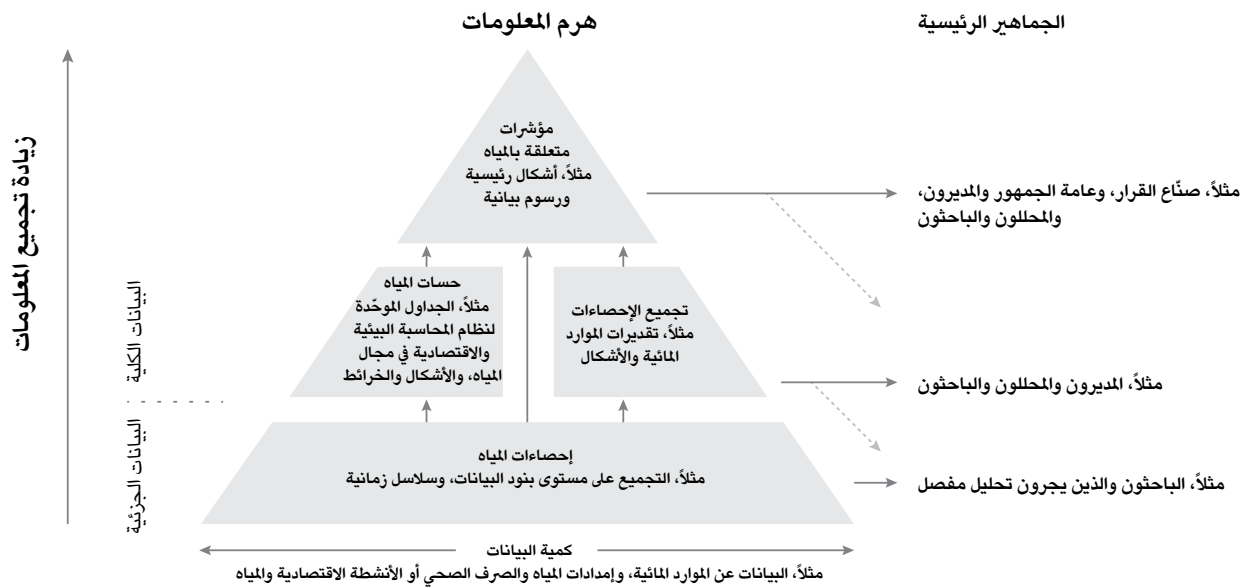 هرم المعلومات
الجماهير الرئيسية
زيادة تجميع المعلومات
مؤشرات
متعلقة بالمياه
مثلاً، أشكال رئيسية
ورسوم بيانية
مثلاً، صنّاع القرار، وعامة الجمهور والمديرون،
والمحللون والباحثون
البيانات الكلية
تجميع الإحصاءات
مثلاً، تقديرات الموارد
المائية والأشكال
حسات المياه
مثلاً، الجداول الموحّدة
لنظام المحاسبة البيئية
والاقتصادية في مجال
المياه، والأشكال والخرائط
مثلاً، المديرون والمحللون والباحثون
البيانات الجزئية
إحصاءات المياه
مثلاً، التجميع على مستوى بنود البيانات، وسلاسل زمانية
مثلاً، الباحثون والذين يجرون تحليل مفصل
كمية البيانات
مثلاً، البيانات عن الموارد المائية، وإمدادات المياه والصرف الصحي أو الأنشطة الاقتصادية والمياه